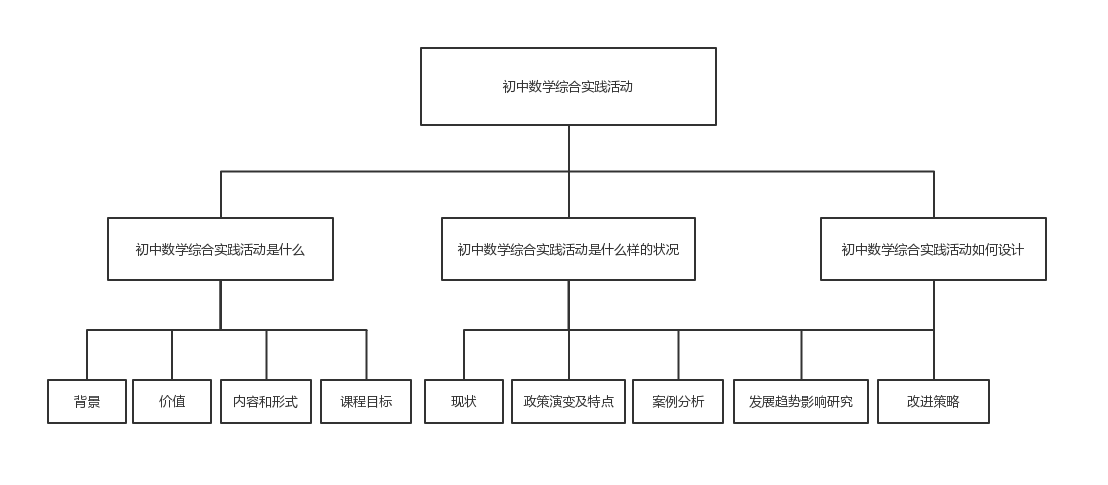 初中数学综合实践活动
初中数学综合实践活动是什么
初中数学综合实践活动是什么样的状况
初中数学综合实践活动如何设计
背景
价值
内容和形式
课程目标
现状
政策演变及特点
案例分析
发展趋势影响研究
改进策略